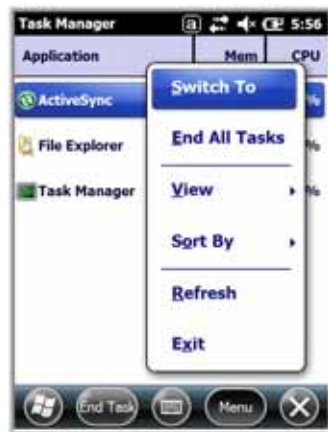 Task Manager a 5:56
Application Mem CPU
ActiveSync %
File Explorer %
Task Manager %
Switch To
End All Tasks
View
Sort By
Refresh
Exit
End Task Menu